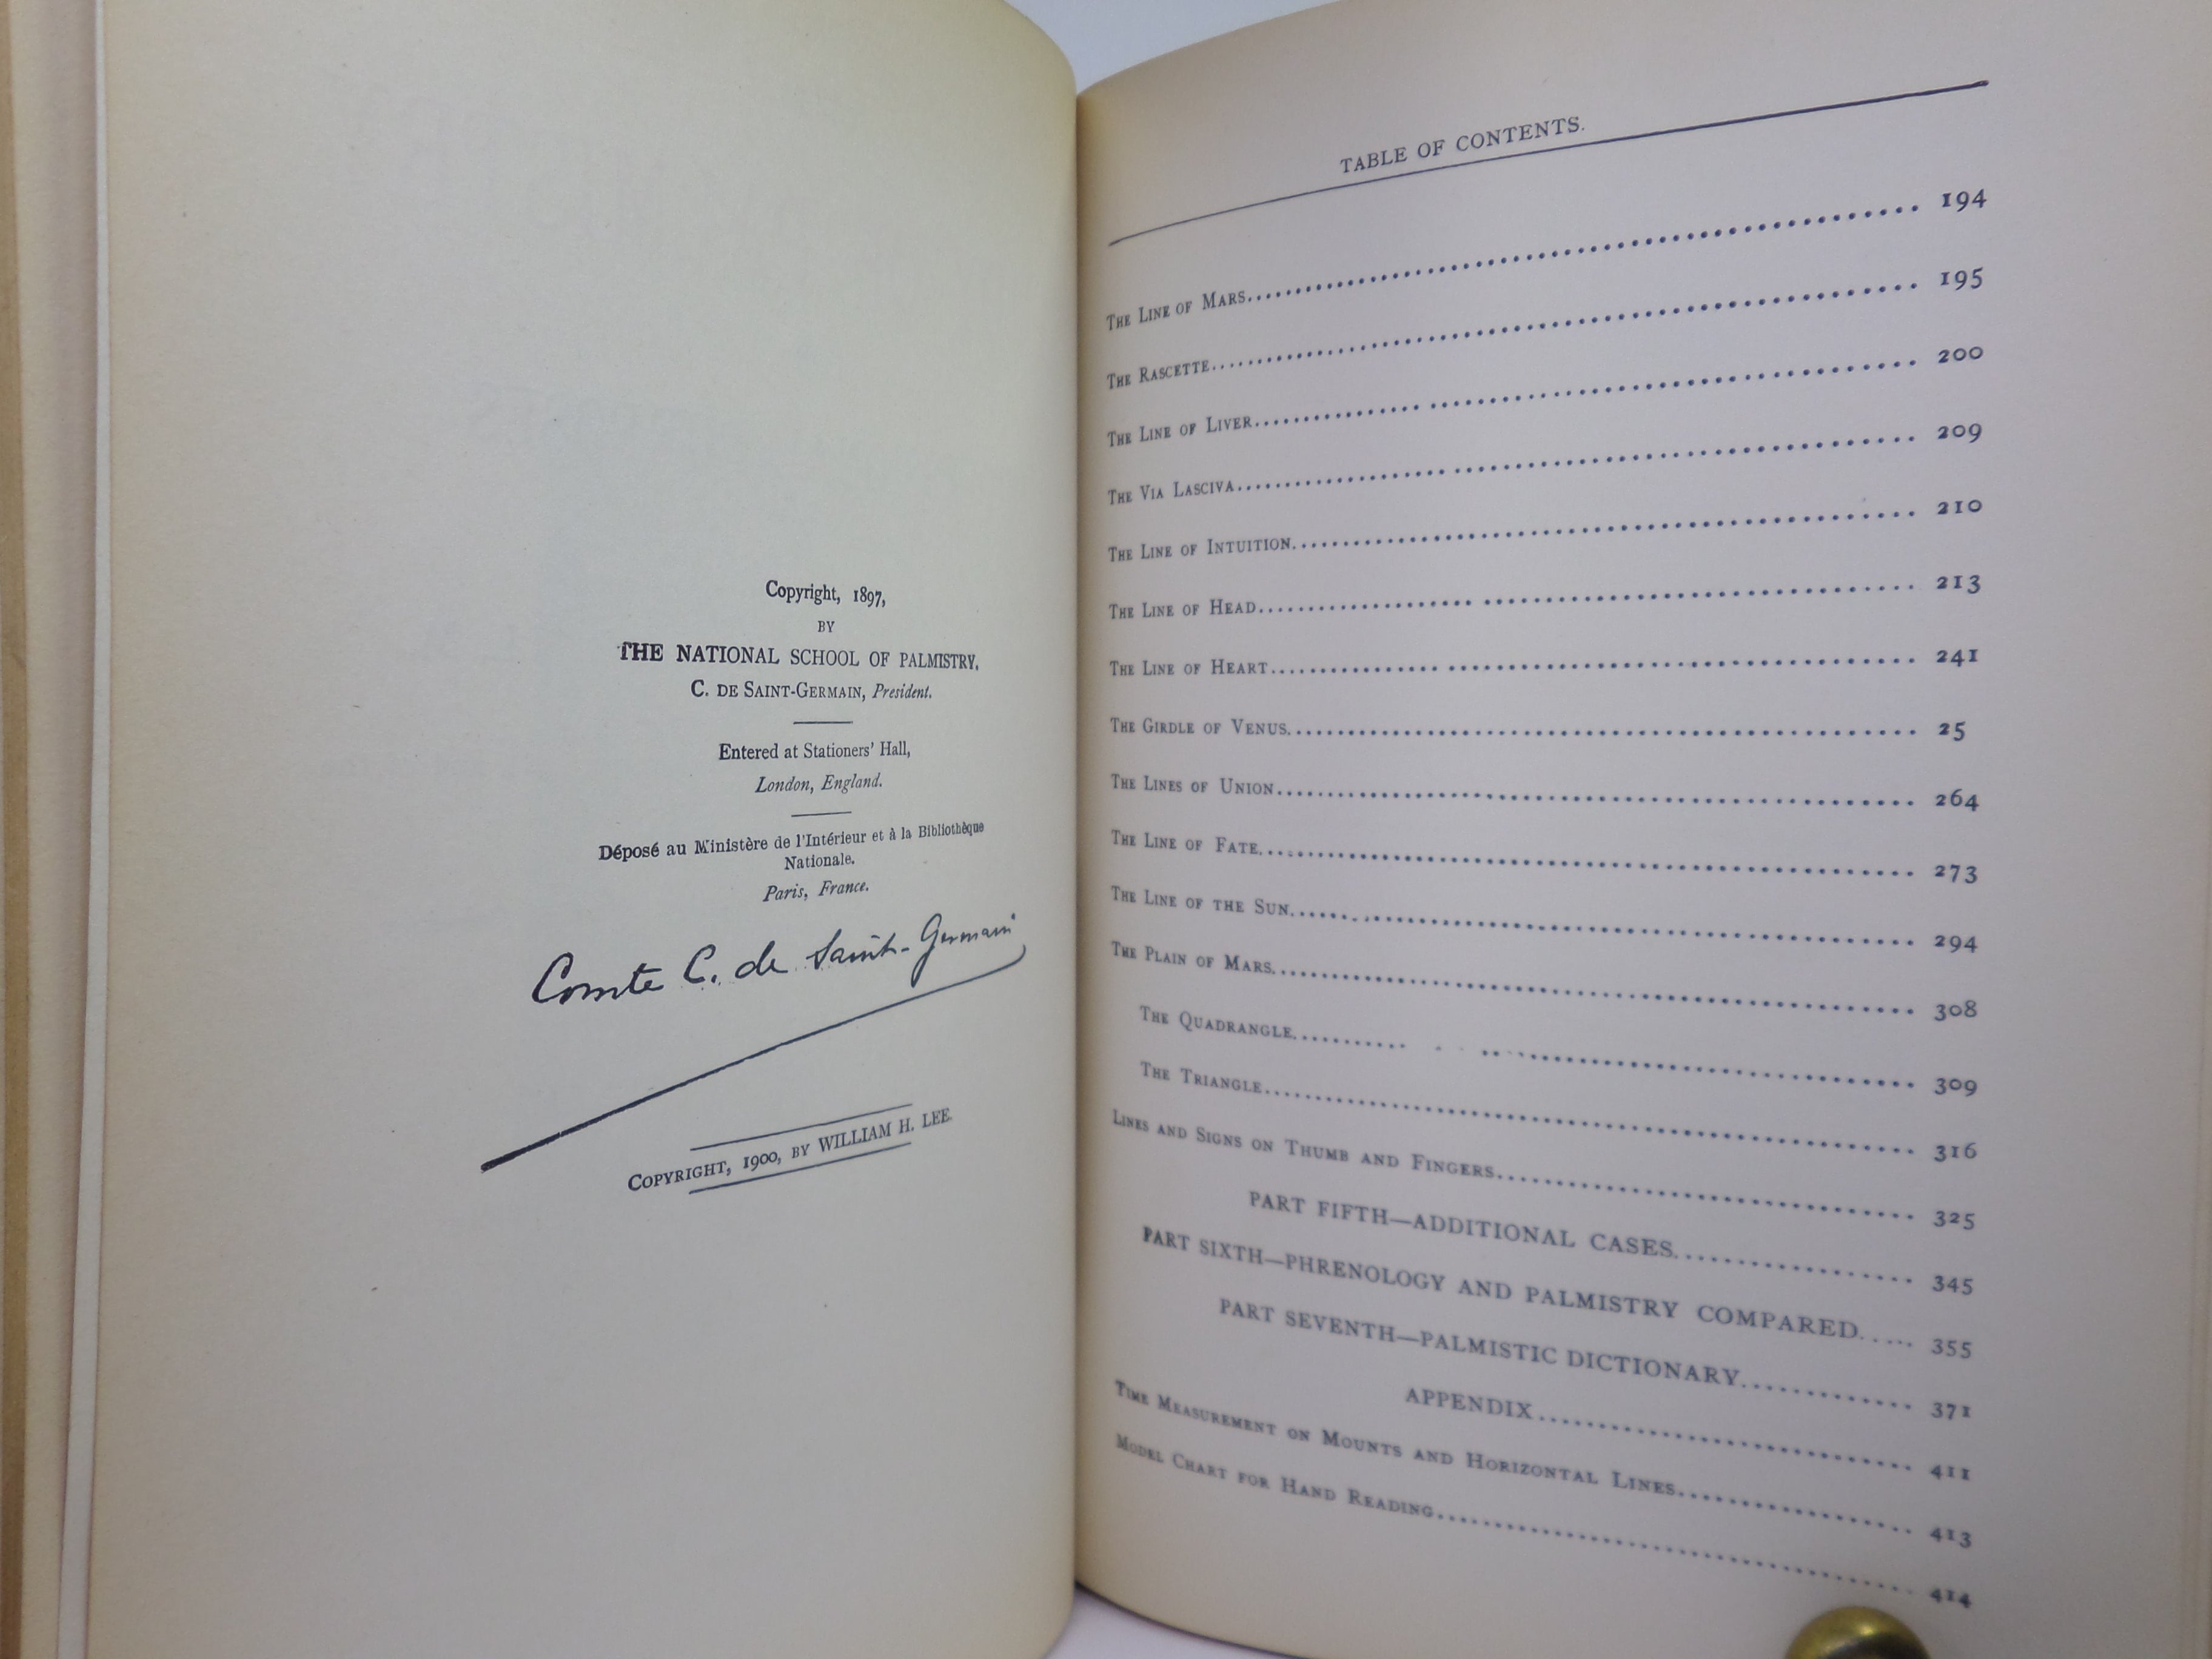 Copyright, 1897,
BY
THE NATIONAL SCHOOL OF PALMISTRY,
C. DE SAINT-GERMAIN, President.
Entered at Stationers' Hall,
London, England.
Déposé au Ministère de l'Intérieur et à la Bibliothèque
Nationale.
Paris, France.
Comte C. de Saint-Germain
COPYRIGHT, 1900, BY WILLIAM H. LEE.
TABLE OF CONTENTS.
THE LINE OF MARS 194
THE RASCETTE 195
THE LINE OF LIVER 200
THE VIA LASCIVA 209
THE LINE OF INTUITION 210
THE LINE OF HEAD 213
THE LINE OF HEART 241
THE GIRDLE OF VENUS 25
THE LINES OF UNION 264
THE LINE OF FATE 273
THE LINE OF THE SUN 294
THE PLAIN OF MARS 308
THE QUADRANGLE 309
THE TRIANGLE 316
LINES AND SIGNS ON THUMB AND FINGERS 325
PART FIFTH—ADDITIONAL CASES 345
PART SIXTH—PHRENOLOGY AND PALMISTRY COMPARED 355
PART SEVENTH—PALMISTIC DICTIONARY 371
APPENDIX 411
TIME MEASUREMENT ON MOUNTS AND HORIZONTAL LINES 413
MODEL CHART FOR HAND READING 414